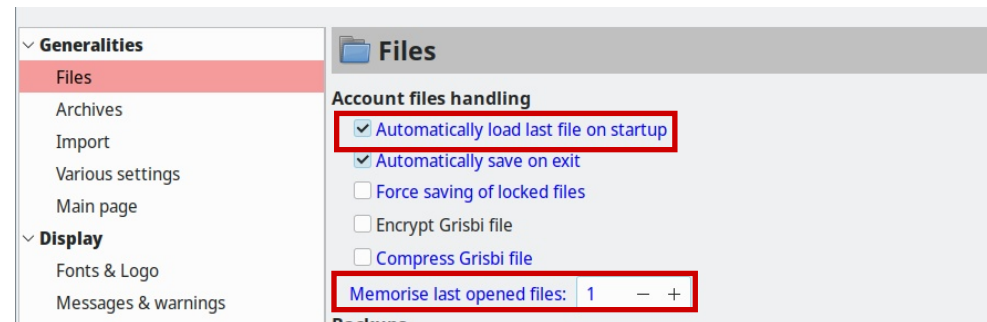 Generalities
Files
Archives
Import
Various settings
Main page
Display
Fonts & Logo
Messages & warnings
Files
Account files handling
Automatically load last file on startup
Automatically save on exit
Force saving of locked files
Encrypt Grisbi file
Compress Grisbi file
Memorise last opened files: 1 − +